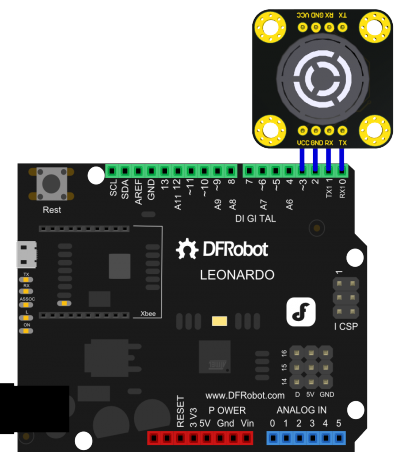 VCC GND RX TX
VCC GND RX TX
SCL SDA AREF GND 13 A11 12 ~11 ~10 A9 ~9 A8 8 7 A7 ~6 ~5 A6 4 ~3 2 TX1 1 RX1 0
Rest
DI GI TAL
DFRobot
LEONARDO
TX
RX
ASSOC
L
ON
Xbee
1
I CSP
16
15
14
D 5V GND
www.DFRobot.com
RESET 3 V3 5V Gnd Vin
P OWER
ANALOG IN
0 1 2 3 4 5